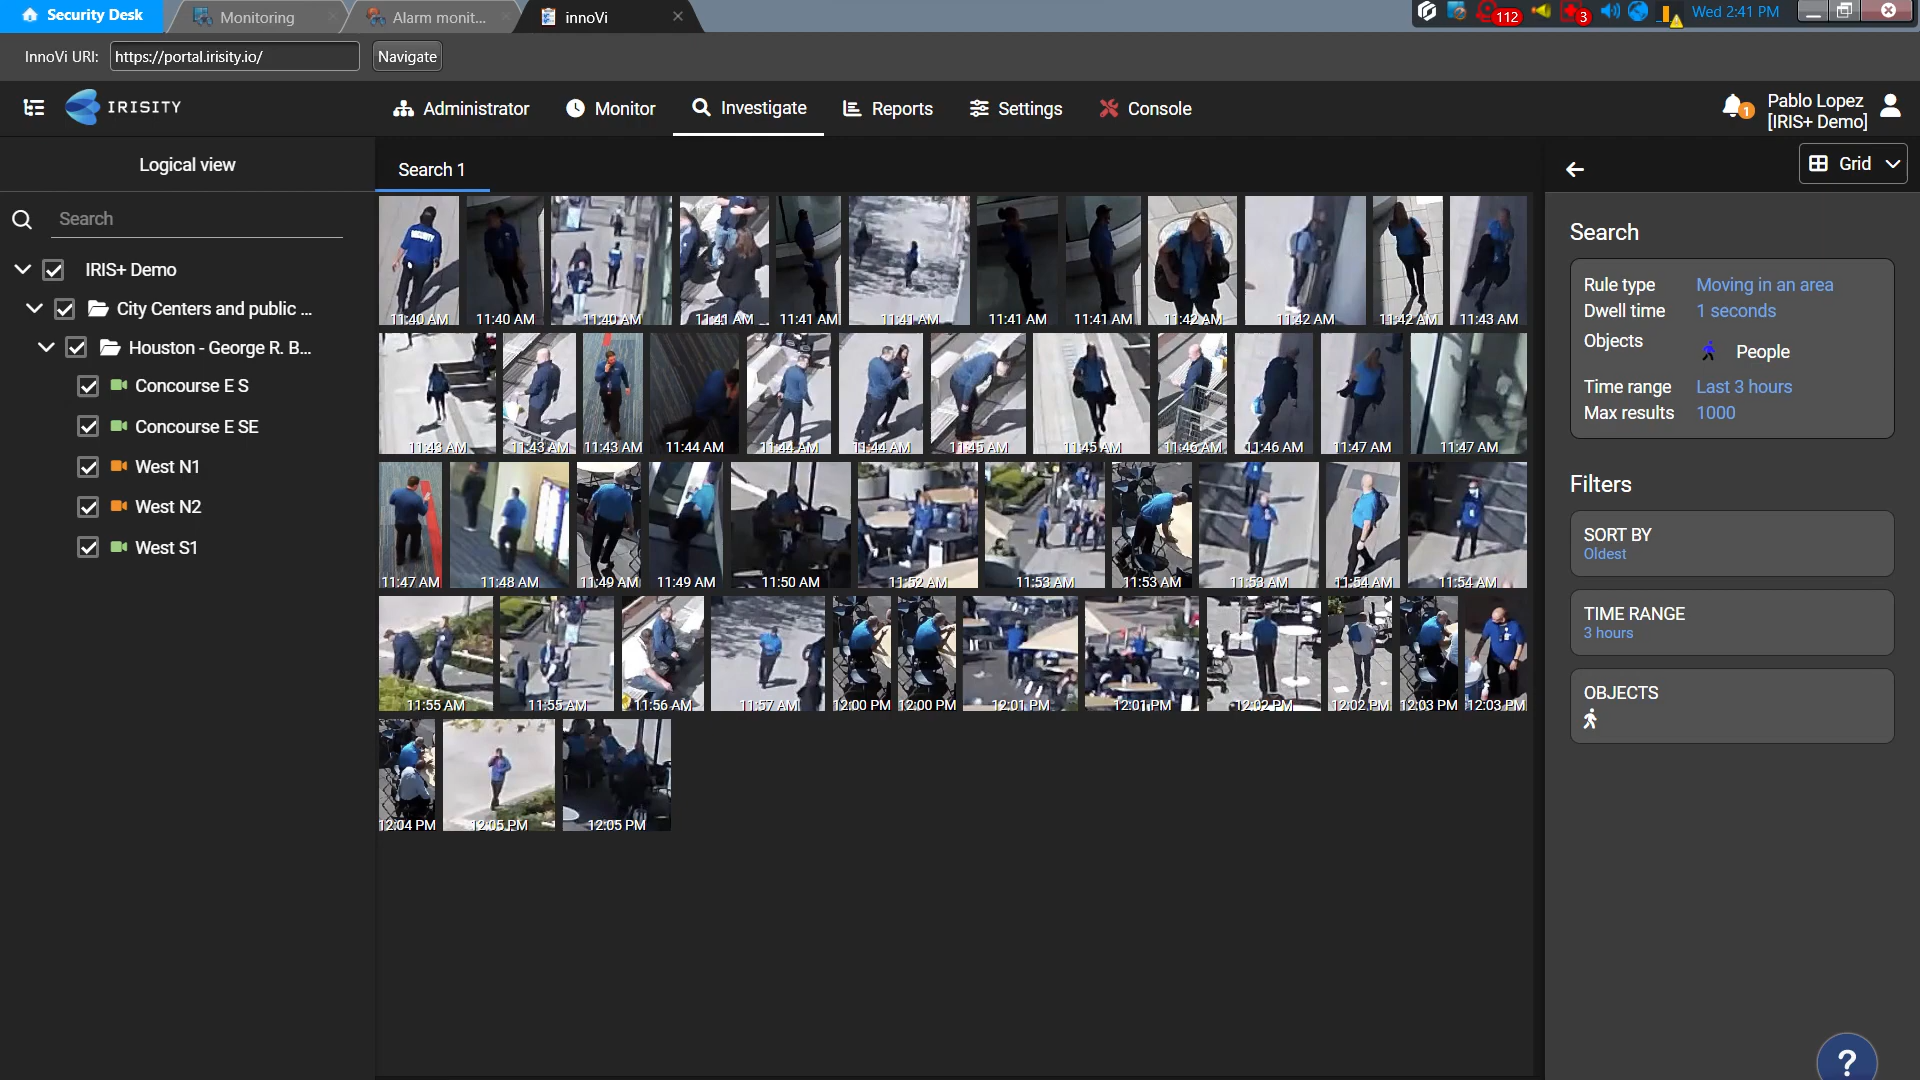 Security Desk
Monitoring
Alarm monit...
innoVi
112
3
Wed 2:41 PM
InnoVi URI:
https://portal.irisity.io/
Navigate
IRISITY
Administrator
Monitor
Investigate
Reports
Settings
Console
1
Pablo Lopez
[IRIS+ Demo]
Logical view
Search 1
Grid
Search
IRIS+ Demo
City Centers and public ...
Houston - George R. B...
Concourse E S
Concourse E SE
West N1
West N2
West S1
SECURITY
11:40 AM 11:40 AM 11:40 AM 11:41 AM 11:41 AM 11:41 AM 11:41 AM 11:41 AM 11:42 AM 11:42 AM 11:42 AM 11:43 AM
11:43 AM 11:43 AM 11:43 AM 11:44 AM 11:44 AM 11:44 AM 11:45 AM 11:45 AM 11:46 AM 11:46 AM 11:47 AM 11:47 AM
11:47 AM 11:48 AM 11:49 AM 11:49 AM 11:50 AM 11:52 AM 11:53 AM 11:53 AM 11:53 AM 11:54 AM 11:54 AM
11:55 AM 11:55 AM 11:56 AM 11:57 AM 12:00 PM 12:00 PM 12:01 PM 12:01 PM 12:02 PM 12:02 PM 12:03 PM 12:03 PM
12:04 PM 12:05 PM 12:05 PM
Search
Rule type Moving in an area
Dwell time 1 seconds
Objects People
Time range Last 3 hours
Max results 1000
Filters
SORT BY
Oldest
TIME RANGE
3 hours
OBJECTS
?